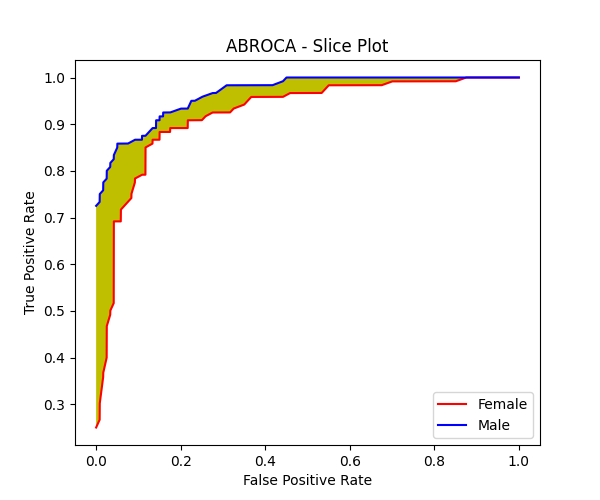 ABROCA - Slice Plot
True Positive Rate
1.0
0.9
0.8
0.7
0.6
0.5
0.4
0.3
Female
Male
0.0 0.2 0.4 0.6 0.8 1.0
False Positive Rate